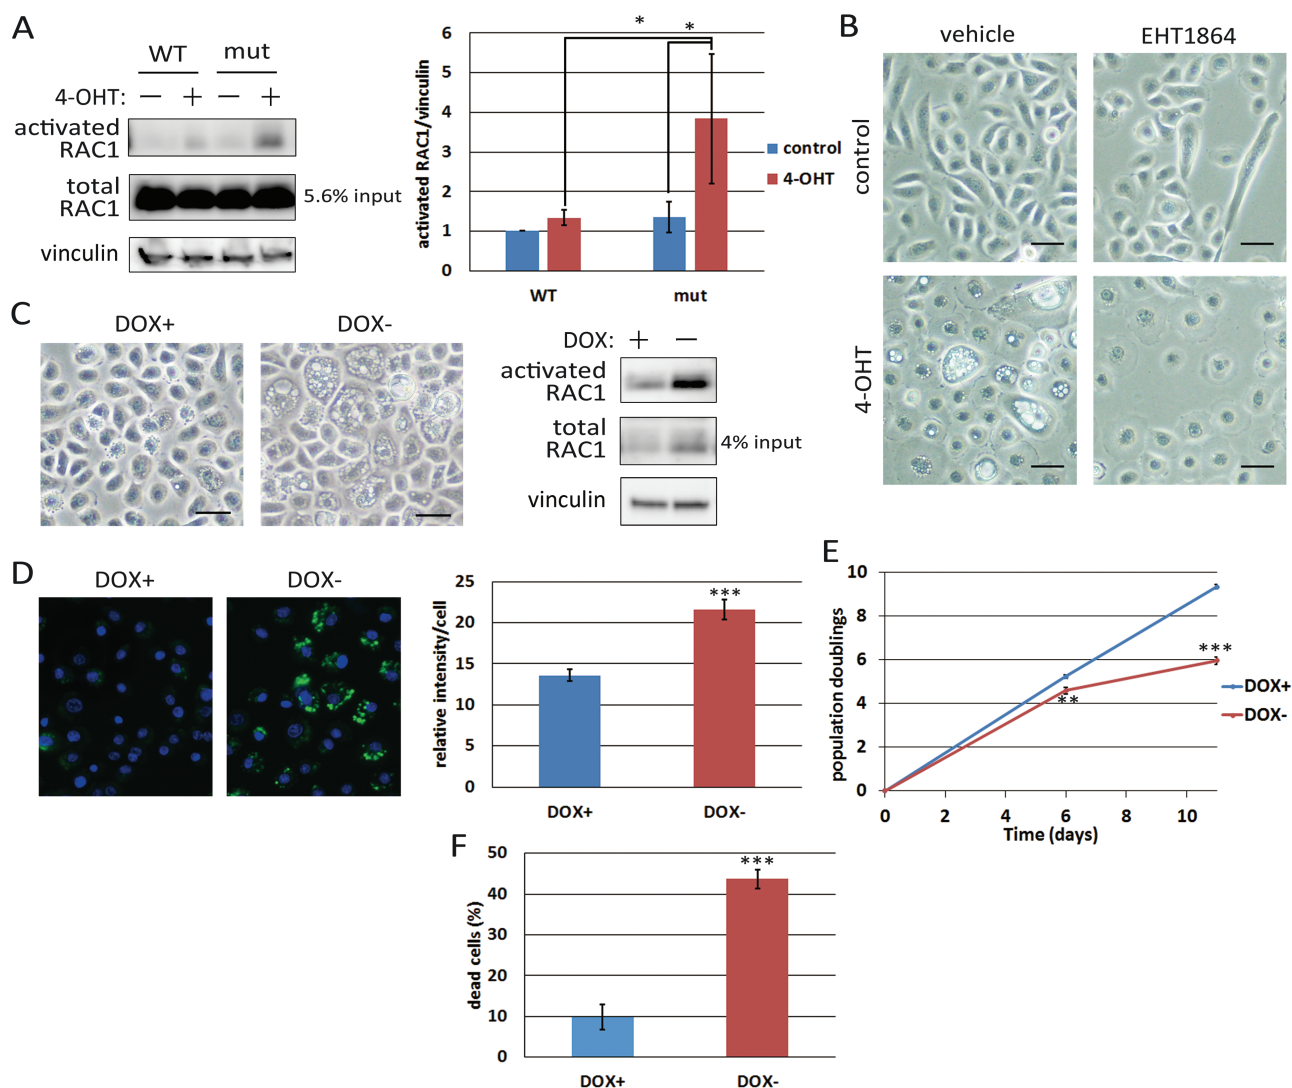 A
WT mut
4-OHT: — + — +
activated
RAC1
total
RAC1
5.6% input
vinculin
activated RAC1/vinculin
6
5
4
3
2
1
0
* *
WT mut
control
4-OHT
B
vehicle EHT1864
control
4-OHT
C
DOX+ DOX-
DOX: + —
activated
RAC1
total
RAC1
4% input
vinculin
D
DOX+ DOX-
relative intensity/cell
25
20
15
10
5
0
***
DOX+ DOX-
E
population doublings
10
8
6
4
2
0
**
***
0 2 4 6 8 10
Time (days)
DOX+
DOX-
F
dead cells (%)
50
40
30
20
10
0
***
DOX+ DOX-